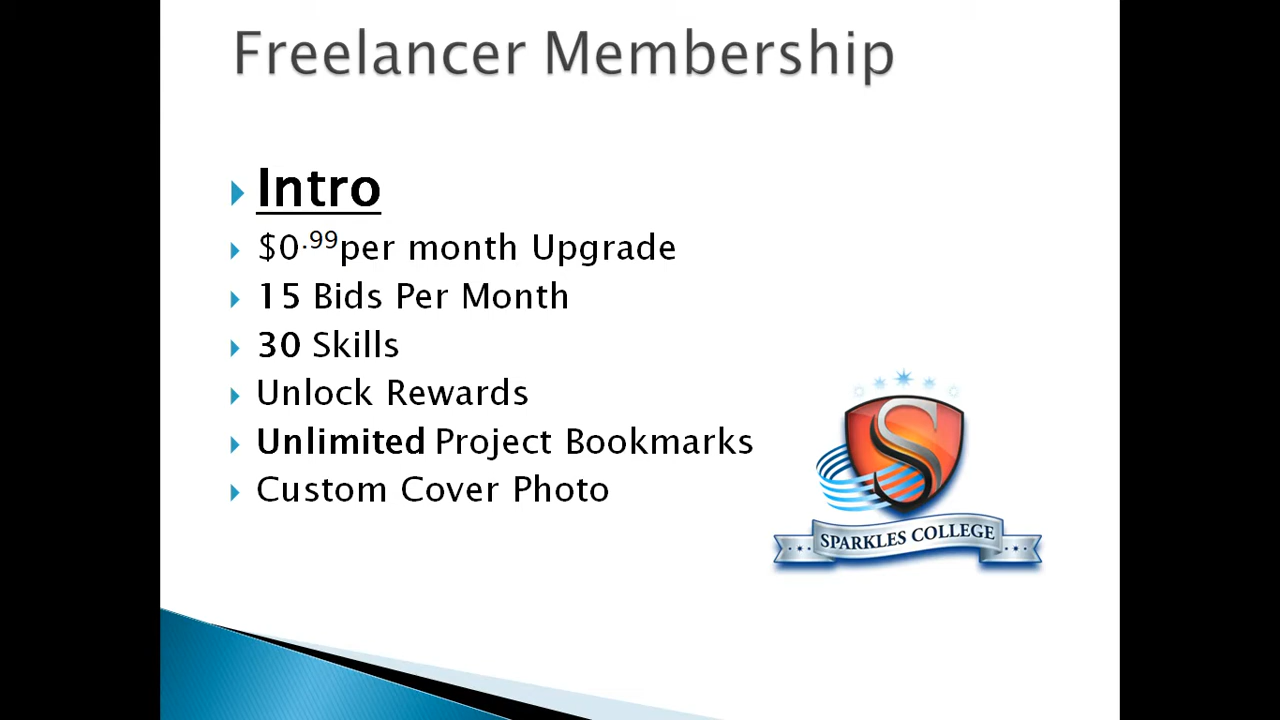 Freelancer Membership
Intro
$0.99per month Upgrade
15 Bids Per Month
30 Skills
Unlock Rewards
Unlimited Project Bookmarks
Custom Cover Photo
S
SPARKLES COLLEGE